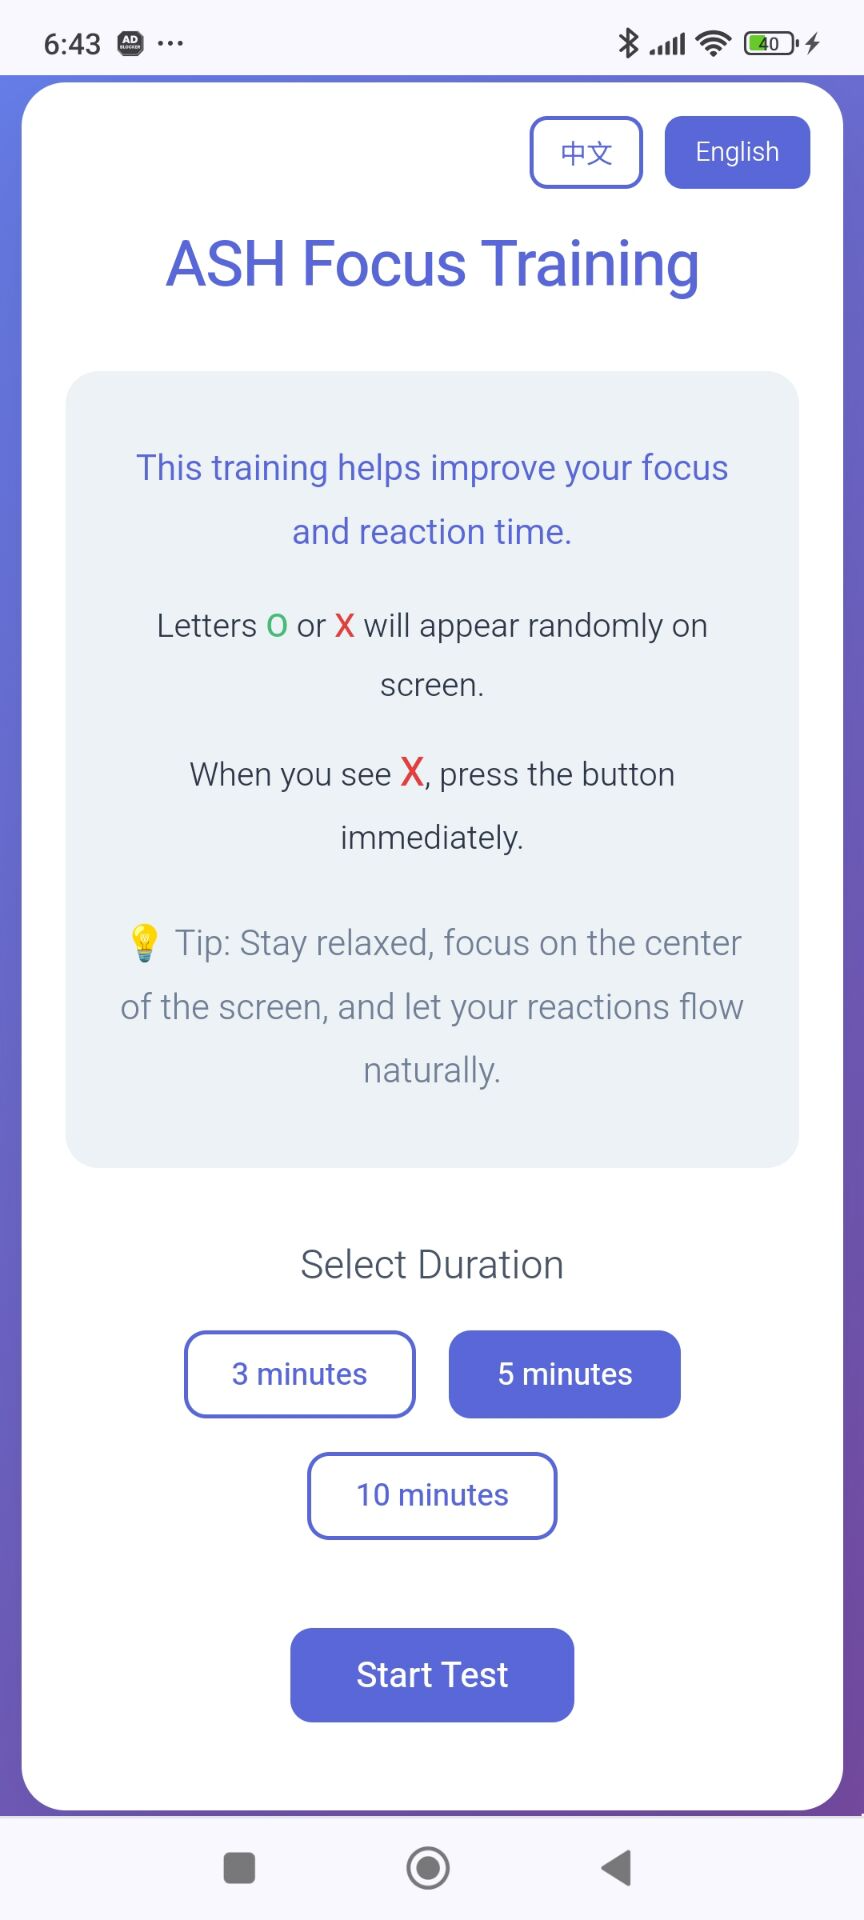 6:43 AD BLOCKER ... 40
中文 English
ASH Focus Training
This training helps improve your focus
and reaction time.
Letters O or X will appear randomly on
screen.
When you see X, press the button
immediately.
💡 Tip: Stay relaxed, focus on the center
of the screen, and let your reactions flow
naturally.
Select Duration
3 minutes 5 minutes
10 minutes
Start Test